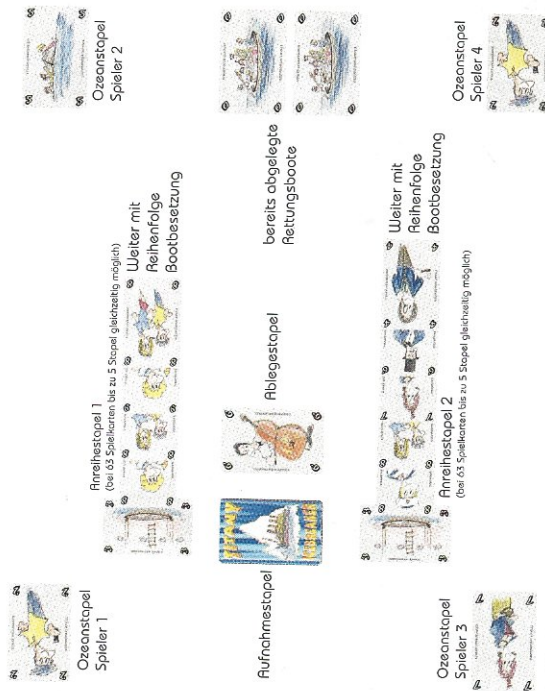 Ozeanstapel
Spieler 1
Anreihestapel 1
(bei 63 Spielkarten bis zu 5 Stapel gleichzeitig möglich)
Weiter mit
Reihenfolge
Bootbesetzung
Ozeanstapel
Spieler 2
Aufnahmestapel
Ablegestapel
bereits abgelegte
Rettungsboote
Ozeanstapel
Spieler 3
Anreihestapel 2
(bei 63 Spielkarten bis zu 5 Stapel gleichzeitig möglich)
Weiter mit
Reihenfolge
Bootbesetzung
Ozeanstapel
Spieler 4